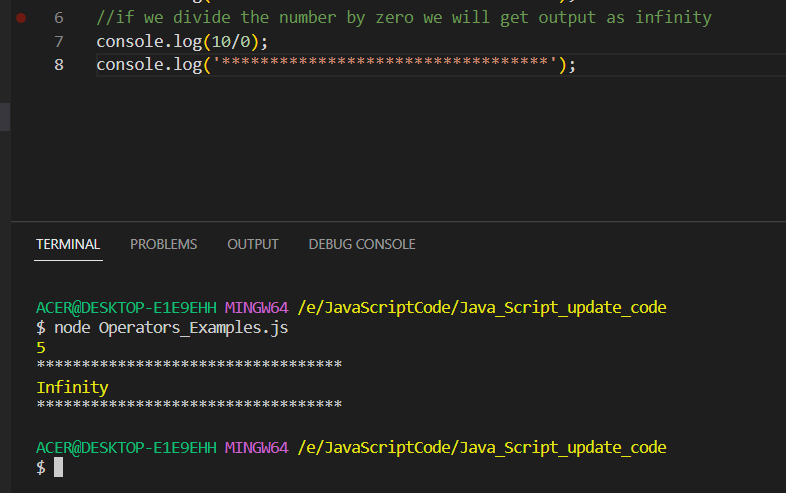 6 //if we divide the number by zero we will get output as infinity
7 console.log(10/0);
8 console.log('**********************************');
TERMINAL PROBLEMS OUTPUT DEBUG CONSOLE
ACER@DESKTOP-E1E9EHH MINGW64 /e/JavaScriptCode/Java_Script_update_code
$ node Operators_Examples.js
5
**********************************
Infinity
**********************************
ACER@DESKTOP-E1E9EHH MINGW64 /e/JavaScriptCode/Java_Script_update_code
$